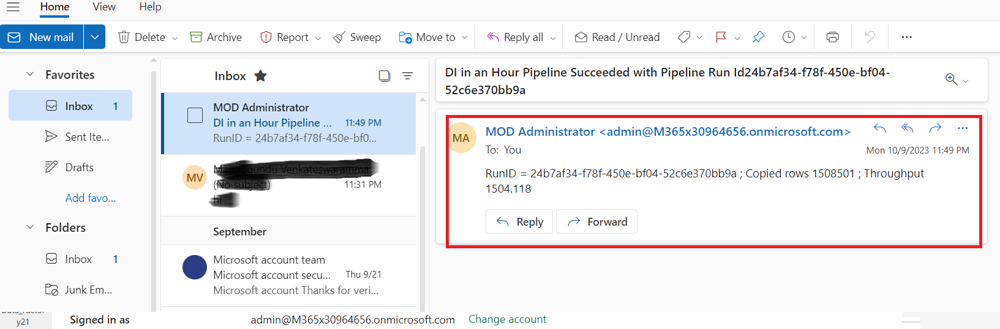 Home View Help
New mail Delete Archive Report Sweep Move to Reply all Read / Unread ...
Favorites
Inbox 1
Sent Ite...
Drafts
Add favo...
Folders
Inbox 1
Junk Em...
Inbox
MOD Administrator
DI in an Hour Pipeline ... 11:49 PM
RunID = 24b7af34-f78f-450e-bf0...
MV
(No subject) 11:31 PM
hi
September
Microsoft account team
Microsoft account secu... Thu 9/21
Microsoft account Thanks for veri...
DI in an Hour Pipeline Succeeded with Pipeline Run Id24b7af34-f78f-450e-bf04-
52c6e370bb9a
MA
MOD Administrator <admin@M365x30964656.onmicrosoft.com>
To: You
Mon 10/9/2023 11:49 PM
RunID = 24b7af34-f78f-450e-bf04-52c6e370bb9a ; Copied rows 1508501 ; Throughput
1504.118
Reply Forward
y21
Signed in as admin@M365x30964656.onmicrosoft.com Change account